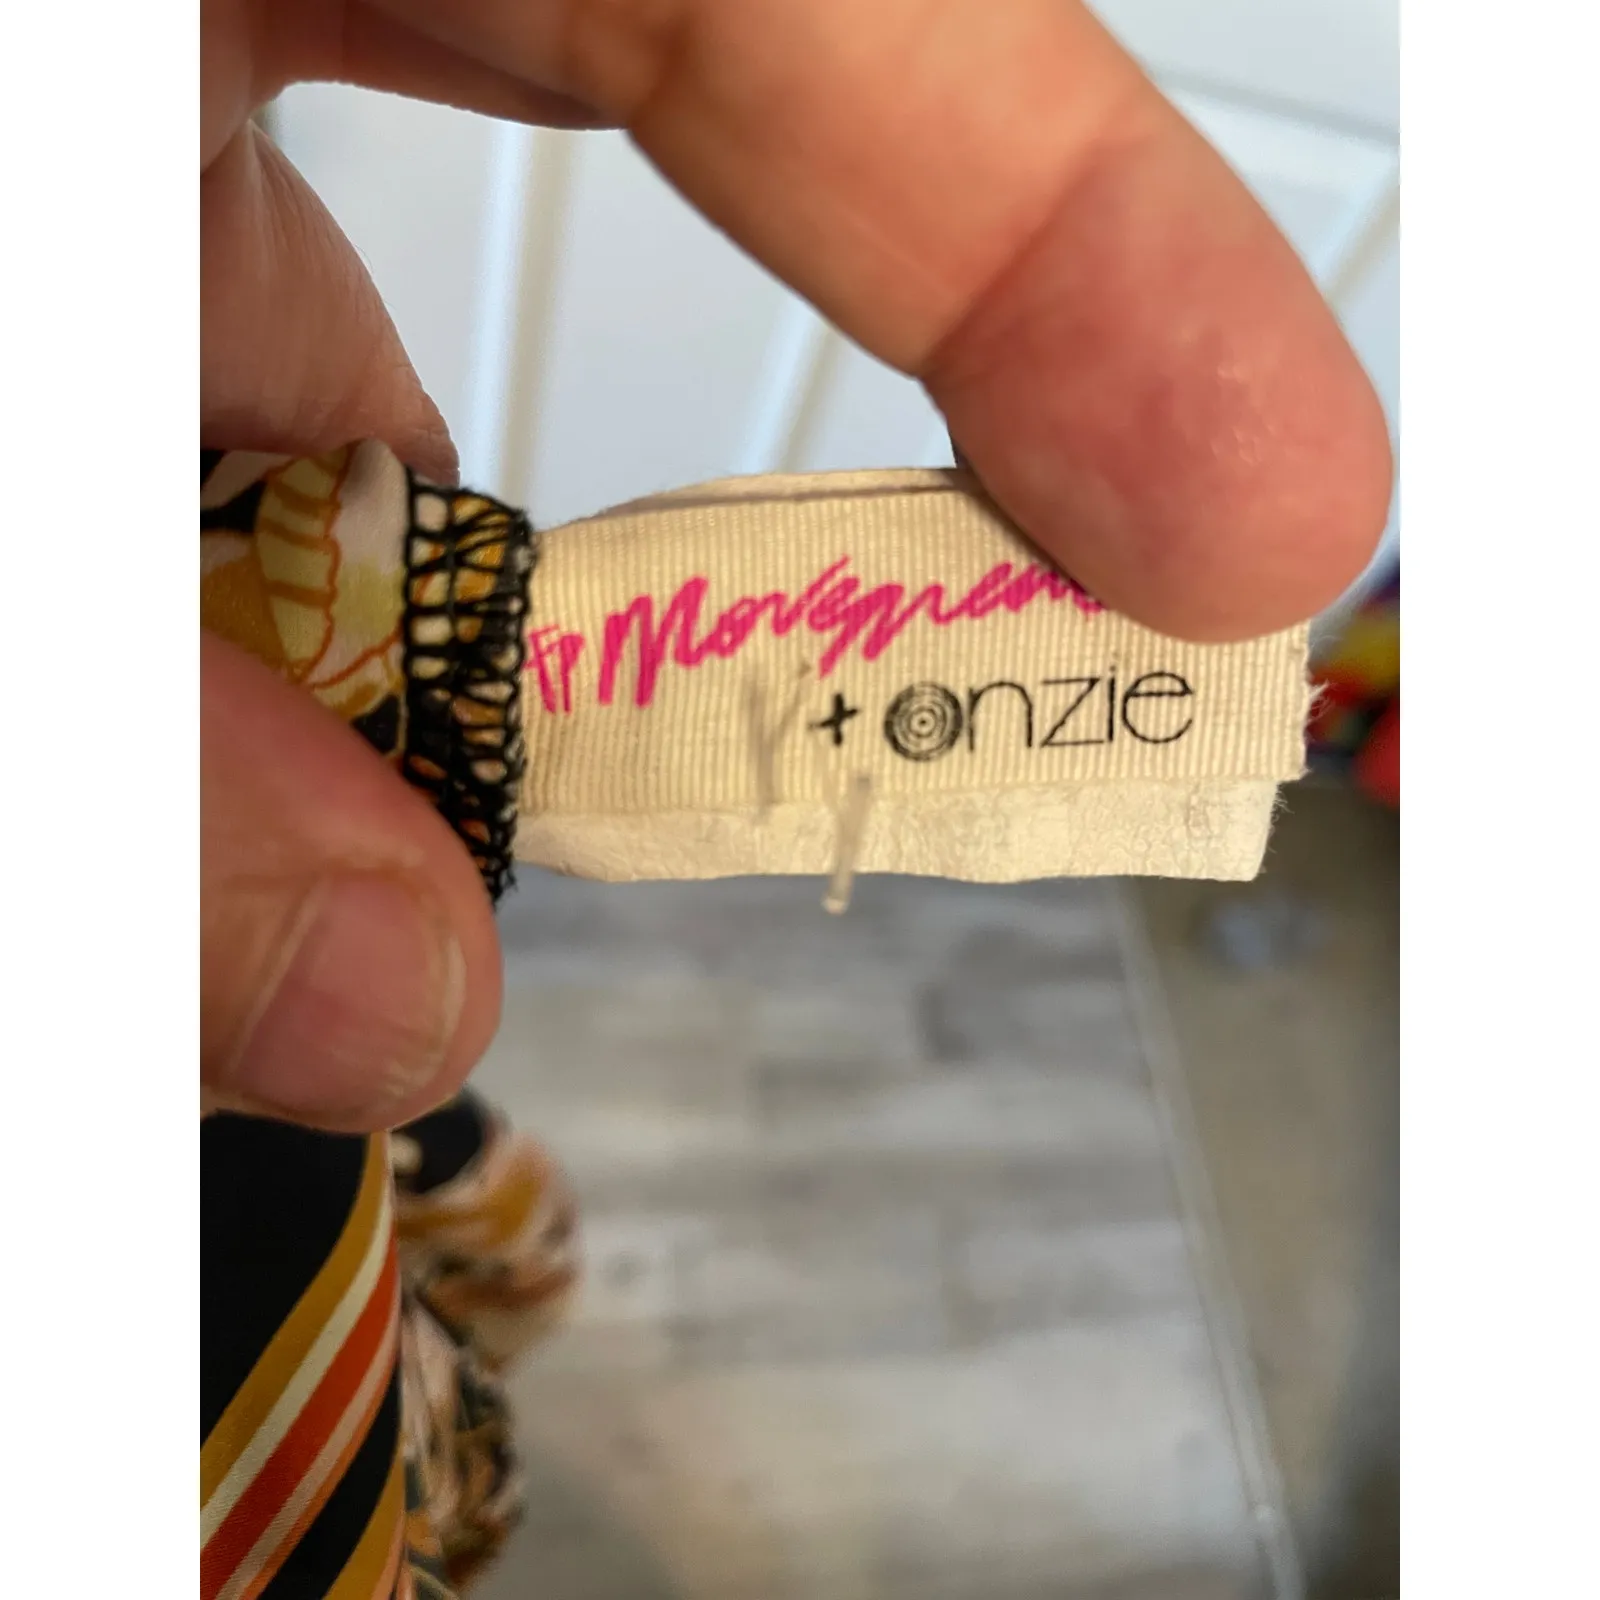 FP Movement
+ onzie